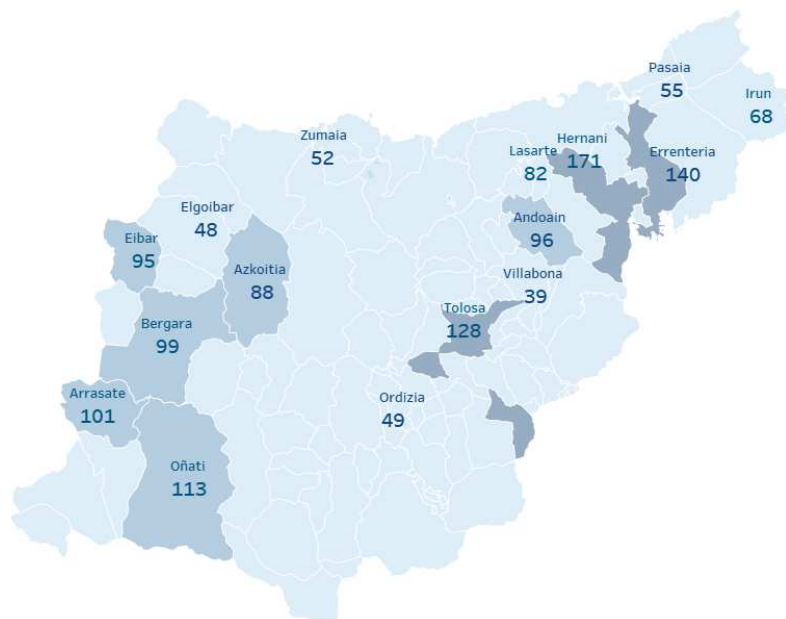 Pasaia
55
Irun
68
Zumaia
52
Hernani
171
Lasarte
82
Errenteria
140
Elgoibar
48
Andoain
96
Eibar
95
Azkoitia
88
Villabona
39
Tolosa
128
Bergara
99
Arrasate
101
Ordizia
49
Oñati
113